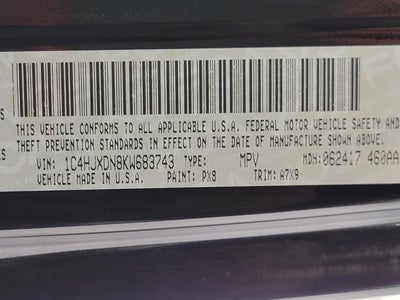 THIS VEHICLE CONFORMS TO ALL APPLICABLE U.S.A. FEDERAL MOTOR VEHICLE SAFETY AND
THEFT PREVENTION STANDARDS IN EFFECT ON THE DATE OF MANUFACTURE SHOWN ABOVE.
VIN: 1C4HJXDN8KW683743 TYPE: MPV MDH: 062417 460AA
VEHICLE MADE IN U.S.A. PAINT: PX8 TRIM: A7X9